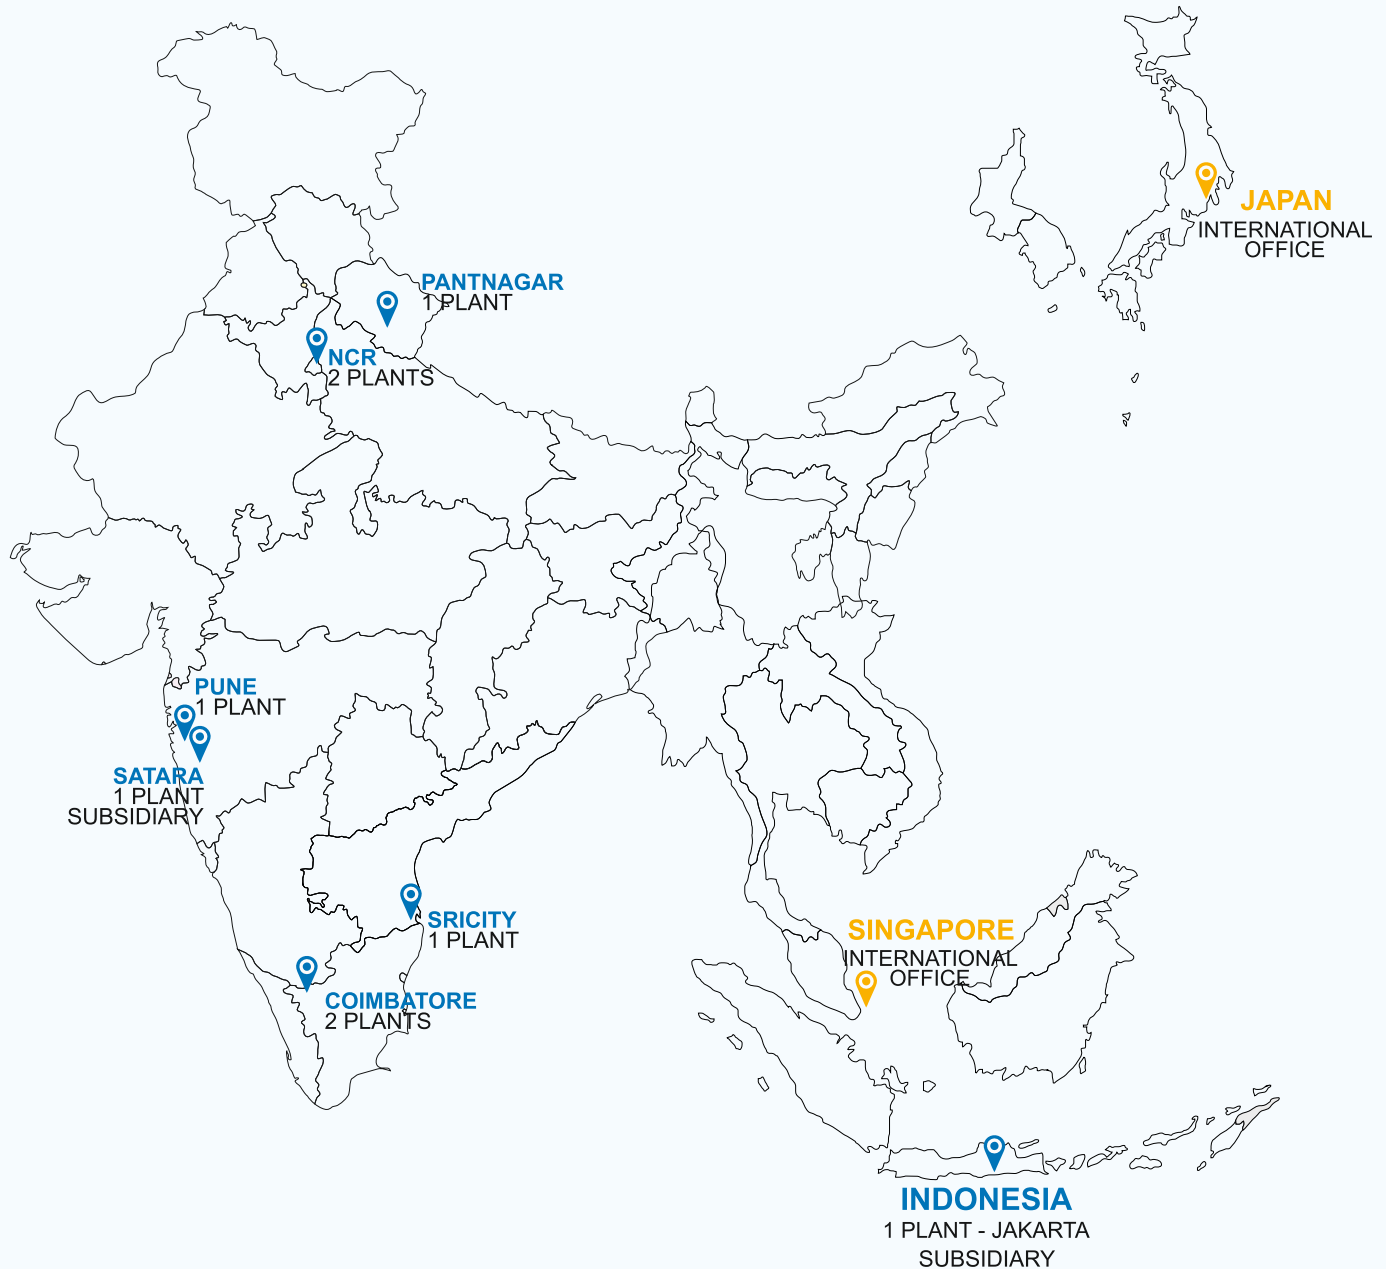 JAPAN
INTERNATIONAL
OFFICE
PANTNAGAR
1 PLANT
NCR
2 PLANTS
PUNE
1 PLANT
SATARA
1 PLANT
SUBSIDIARY
SRICITY
1 PLANT
SINGAPORE
INTERNATIONAL
OFFICE
COIMBATORE
2 PLANTS
INDONESIA
1 PLANT - JAKARTA
SUBSIDIARY